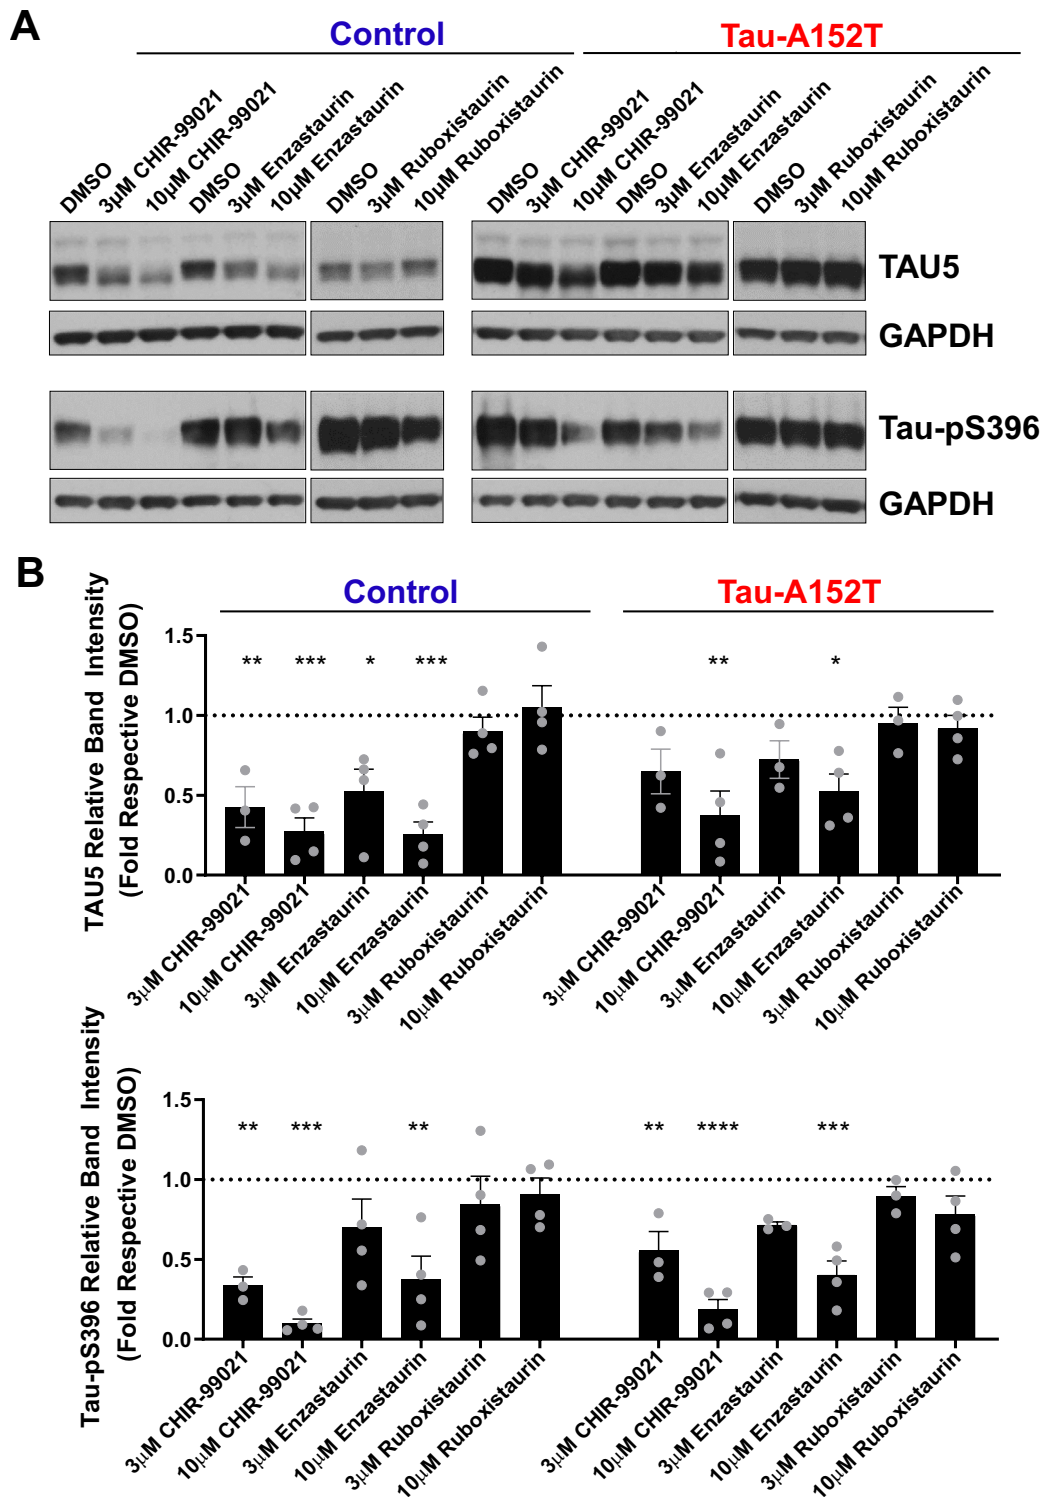 A
Control
Tau-A152T
DMSO
3µM CHIR-99021
10µM CHIR-99021
DMSO
3µM Enzastaurin
10µM Enzastaurin
DMSO
3µM Ruboxistaurin
10µM Ruboxistaurin
DMSO
3µM CHIR-99021
10µM CHIR-99021
DMSO
3µM Enzastaurin
10µM Enzastaurin
DMSO
3µM Ruboxistaurin
10µM Ruboxistaurin
TAU5
GAPDH
Tau-pS396
GAPDH
B
Control
Tau-A152T
TAU5 Relative Band Intensity
(Fold Respective DMSO)
1.5
1.0
0.5
0.0
** *** * *** ** *
3µM CHIR-99021
10µM CHIR-99021
3µM Enzastaurin
10µM Enzastaurin
3µM Ruboxistaurin
10µM Ruboxistaurin
3µM CHIR-99021
10µM CHIR-99021
3µM Enzastaurin
10µM Enzastaurin
3µM Ruboxistaurin
10µM Ruboxistaurin
Tau-pS396 Relative Band Intensity
(Fold Respective DMSO)
1.5
1.0
0.5
0.0
** *** ** ** **** ***
3µM CHIR-99021
10µM CHIR-99021
3µM Enzastaurin
10µM Enzastaurin
3µM Ruboxistaurin
10µM Ruboxistaurin
3µM CHIR-99021
10µM CHIR-99021
3µM Enzastaurin
10µM Enzastaurin
3µM Ruboxistaurin
10µM Ruboxistaurin